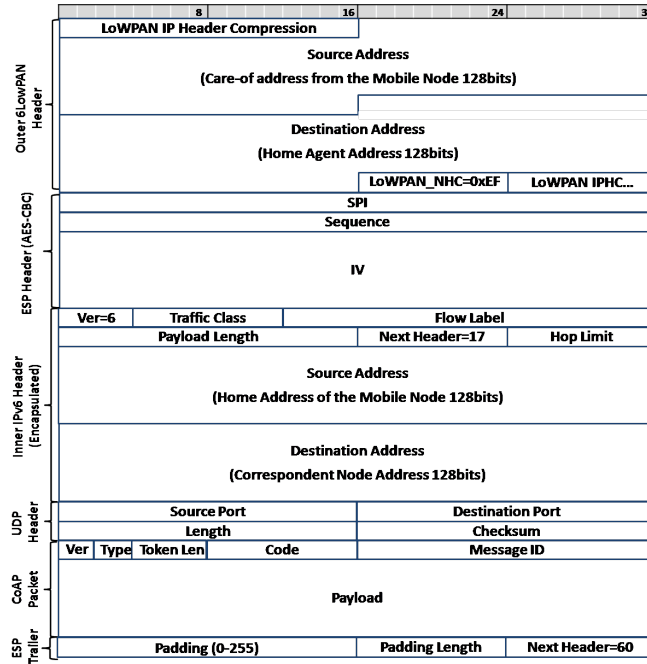 8 16 24 3
LoWPAN IP Header Compression
Source Address
(Care-of address from the Mobile Node 128bits)
Outer 6LowPAN
Header
Destination Address
(Home Agent Address 128bits)
LoWPAN_NHC=0xEF LoWPAN IPHC...
ESP Header (AES-CBC)
SPI
Sequence
IV
Inner IPv6 Header
(Encapsulated)
Ver=6 Traffic Class Flow Label
Payload Length Next Header=17 Hop Limit
Source Address
(Home Address of the Mobile Node 128bits)
Destination Address
(Correspondent Node Address 128bits)
UDP
Header
Source Port Destination Port
Length Checksum
CoAP
Packet
Ver Type Token Len Code Message ID
Payload
ESP
Trailer
Padding (0-255) Padding Length Next Header=60